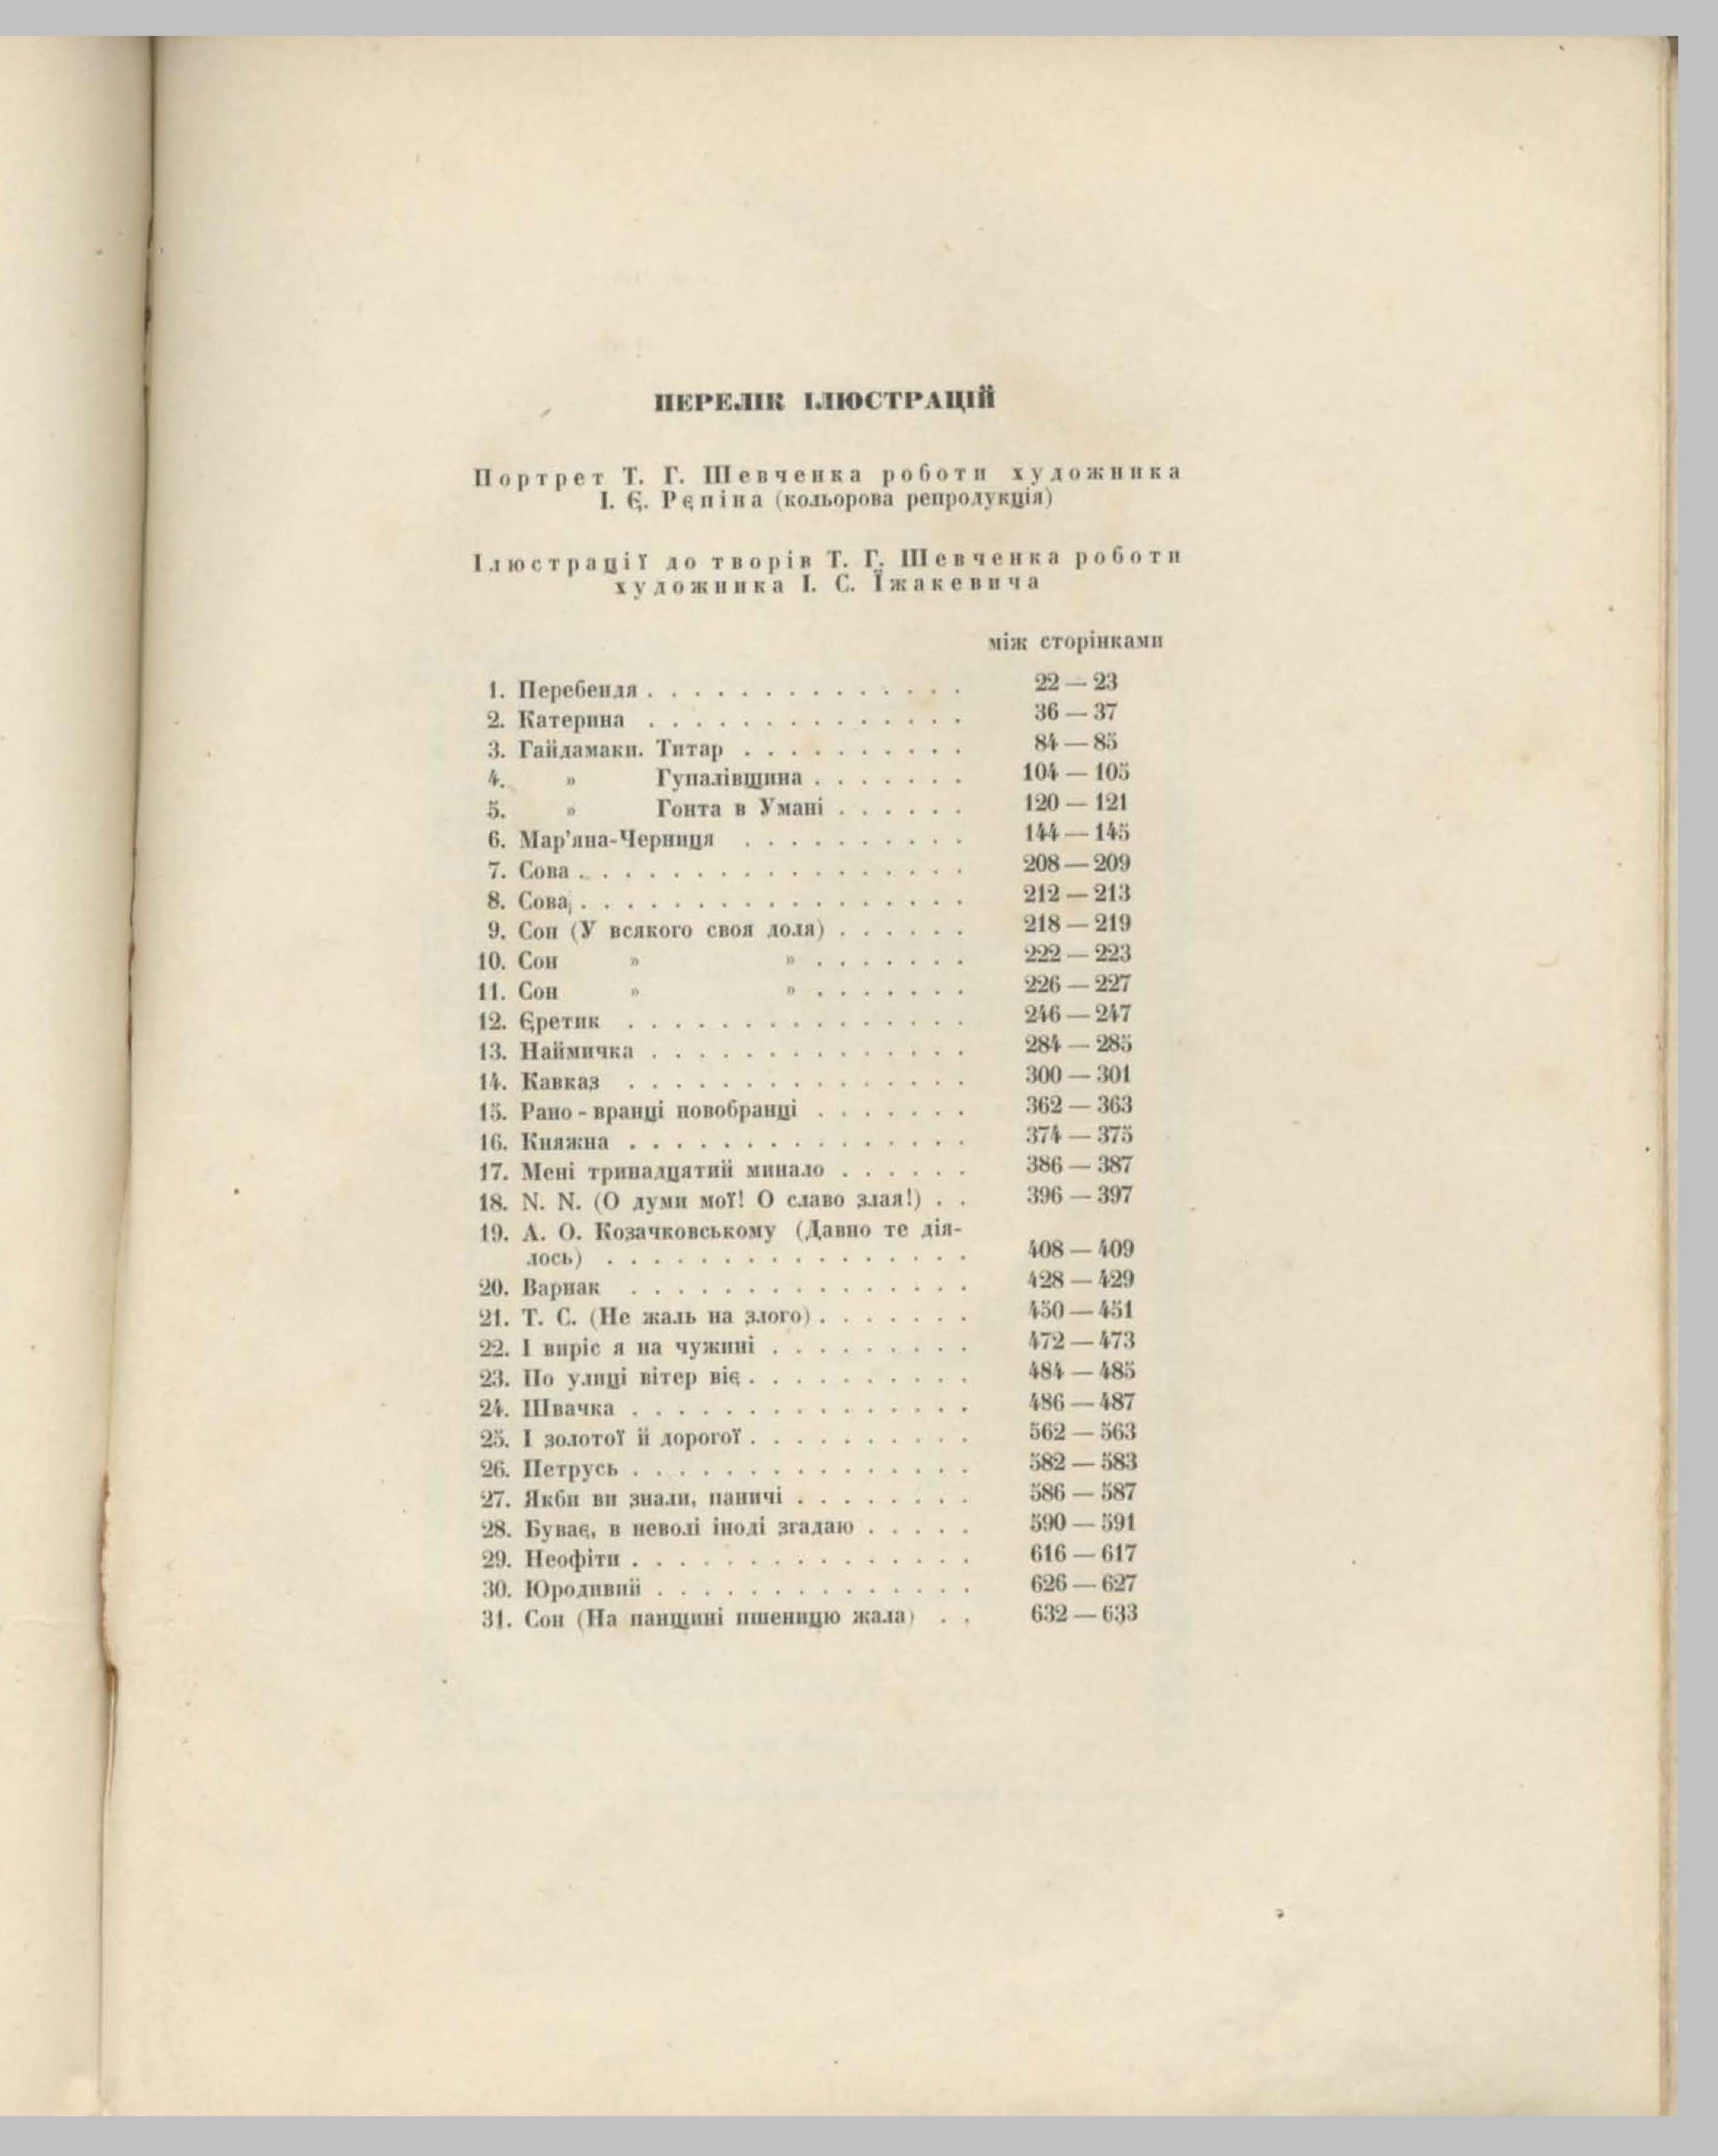 ПЕРЕЛІК ІЛЮСТРАЦІЙ
Портрет Т. Г. Шевченка роботи художника
І. Є. Рєпіна (кольорова репродукція)
Ілюстрації до творів Т. Г. Шевченка роботи
художника І. С. Їжакевича
між сторінками
1. Перебендя . . . . . . . . . . . . . . 22 — 23
2. Катерина . . . . . . . . . . . . . . 36 — 37
3. Гайдамаки. Титар . . . . . . . . . . 84 — 85
4. » Гупалівщина . . . . . . . 104 — 105
5. » Гонта в Умані . . . . . . 120 — 121
6. Мар’яна-Черниця . . . . . . . . . . 144 — 145
7. Сова . . . . . . . . . . . . . . . . . 208 — 209
8. Сова . . . . . . . . . . . . . . . . . 212 — 213
9. Сон (У всякого своя доля) . . . . . . 218 — 219
10. Сон » » . . . . . . . 222 — 223
11. Сон » » . . . . . . . 226 — 227
12. Єретик . . . . . . . . . . . . . . . 246 — 247
13. Наймичка . . . . . . . . . . . . . . 284 — 285
14. Кавказ . . . . . . . . . . . . . . . 300 — 301
15. Рано - вранці новобранці . . . . . . . 362 — 363
16. Княжна . . . . . . . . . . . . . . . 374 — 375
17. Мені тринадцятий минало . . . . . . 386 — 387
18. N. N. (О думи мої! О славо злая!) . . 396 — 397
19. А. О. Козачковському (Давно те дія-
лось) . . . . . . . . . . . . . . . . 408 — 409
20. Варнак . . . . . . . . . . . . . . . 428 — 429
21. Т. С. (Не жаль на злого) . . . . . . . 450 — 451
22. І виріс я на чужині . . . . . . . . . 472 — 473
23. По улиці вітер віє . . . . . . . . . . 484 — 485
24. Швачка . . . . . . . . . . . . . . . 486 — 487
25. І золотої й дорогої . . . . . . . . . . 562 — 563
26. Петрусь . . . . . . . . . . . . . . . 582 — 583
27. Якби ви знали, паничі . . . . . . . . 586 — 587
28. Буває, в неволі іноді згадаю . . . . . 590 — 591
29. Неофіти . . . . . . . . . . . . . . . 616 — 617
30. Юродивий . . . . . . . . . . . . . . 626 — 627
31. Сон (На панщині пшеницю жала) . . 632 — 633